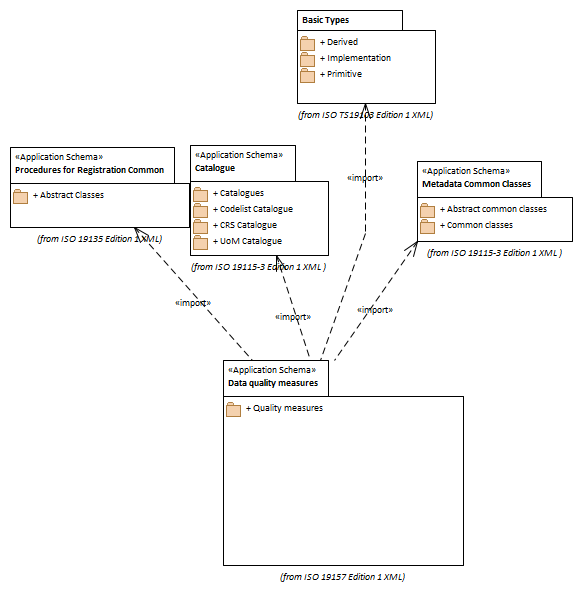 Basic Types
+ Derived
+ Implementation
+ Primitive
(from ISO TS19103 Edition 1 XML)
«Application Schema»
Procedures for Registration Common
+ Abstract Classes
(from ISO 19135 Edition 1 XML)
«Application Schema»
Catalogue
+ Catalogues
+ Codelist Catalogue
+ CRS Catalogue
+ UoM Catalogue
(from ISO 19115-3 Edition 1 XML )
«Application Schema»
Metadata Common Classes
+ Abstract common classes
+ Common classes
(from ISO 19115-3 Edition 1 XML )
«import»
«import»
«import»
«import»
«Application Schema»
Data quality measures
+ Quality measures
(from ISO 19157 Edition 1 XML)